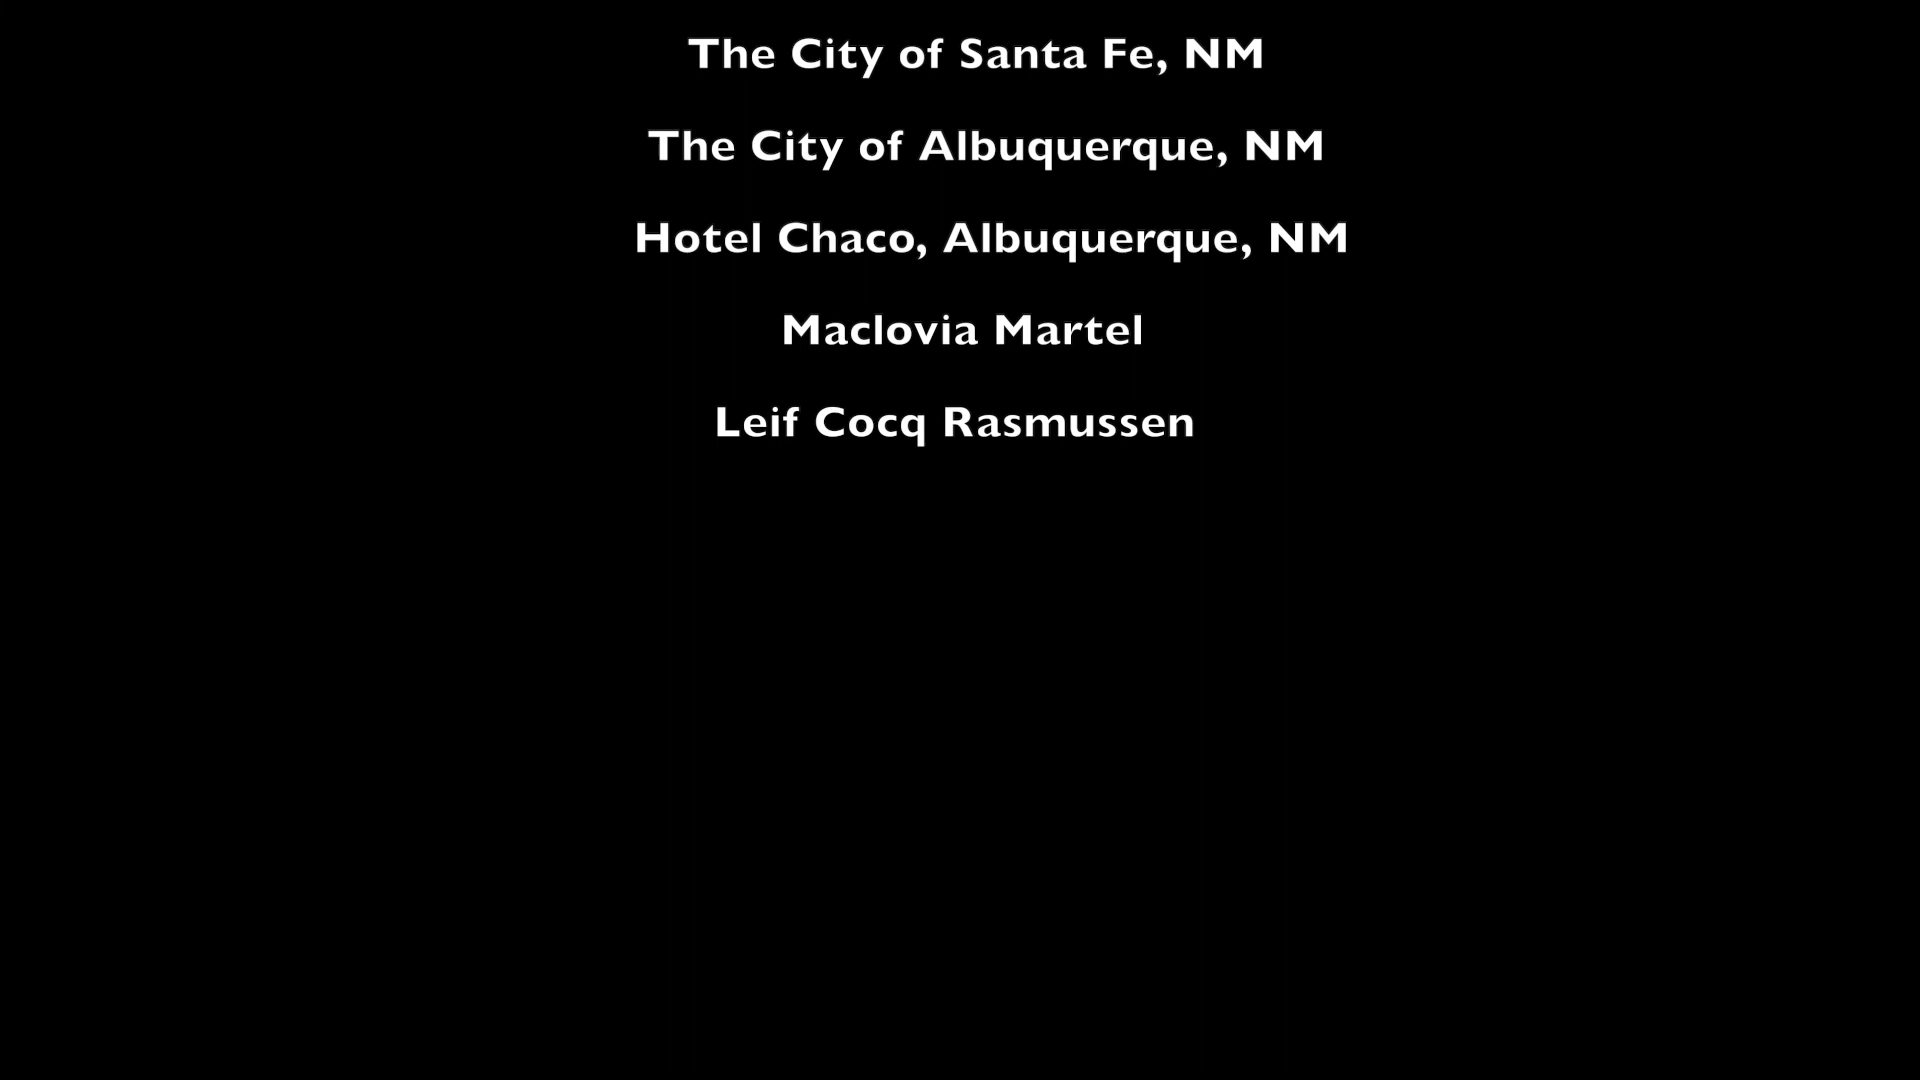 The City of Santa Fe, NM
The City of Albuquerque, NM
Hotel Chaco, Albuquerque, NM
Maclovia Martel
Leif Cocq Rasmussen